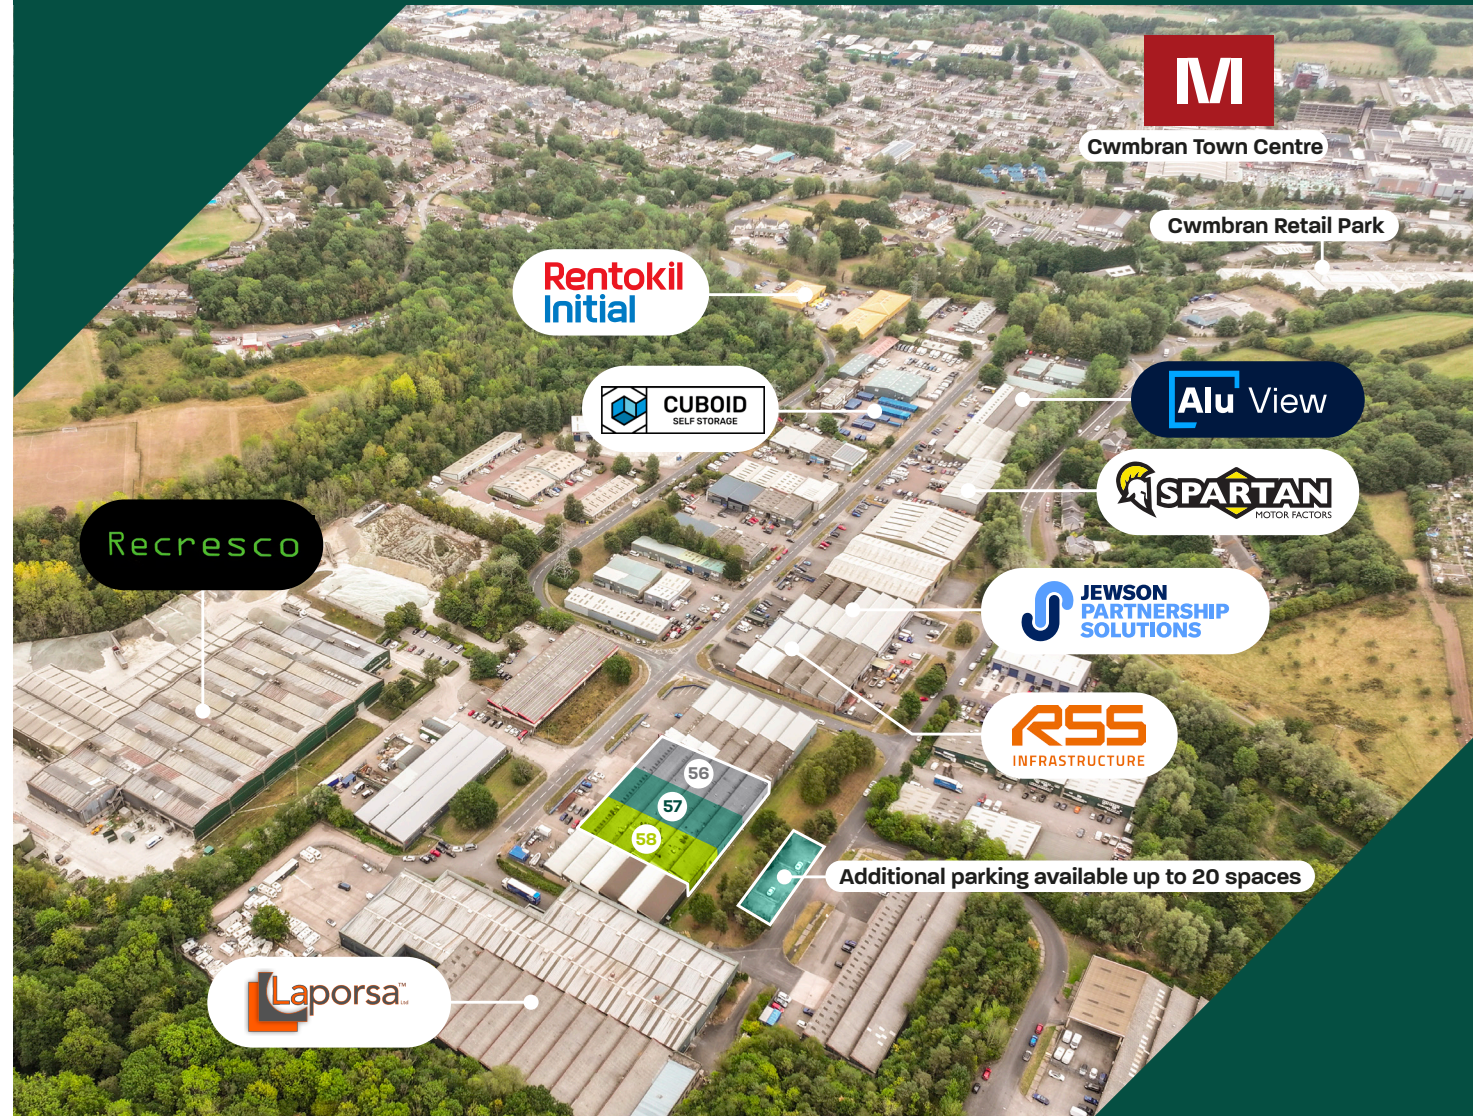 M
Cwmbran Town Centre
Cwmbran Retail Park
Rentokil
Initial
CUBOID
SELF STORAGE
Alu View
SPARTAN
MOTOR FACTORS
Recresco
JEWSON
PARTNERSHIP
SOLUTIONS
RSS
INFRASTRUCTURE
56
57
58
Additional parking available up to 20 spaces
Laporsa™